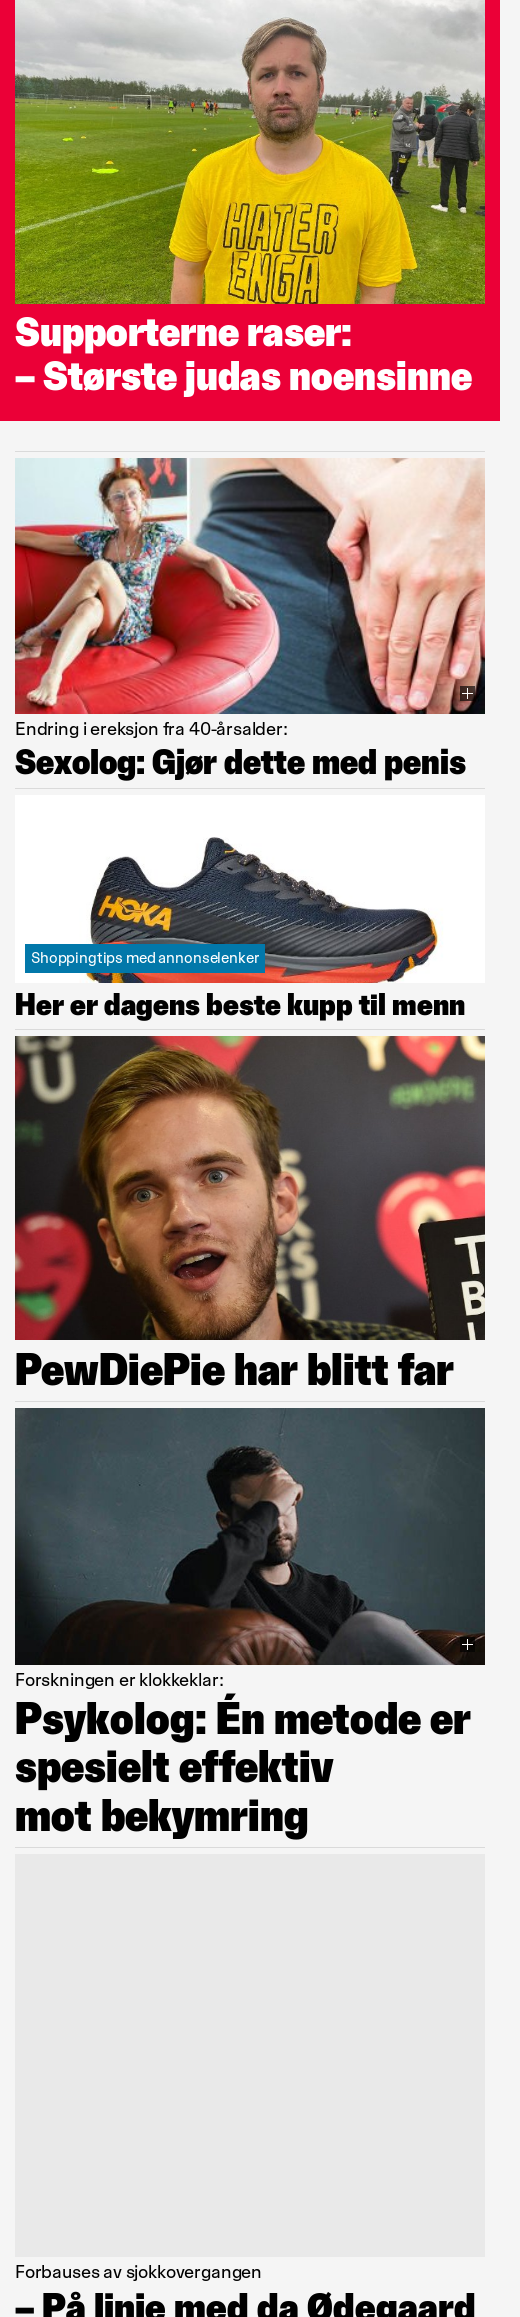 HATER
ENGA
Supporterne raser:
– Største judas noensinne
Endring i ereksjon fra 40-årsalder:
Sexolog: Gjør dette med penis
HOKA
Shoppingtips med annonselenker
Her er dagens beste kupp til menn
U
T
B
PewDiePie har blitt far
Forskningen er klokkeklar:
Psykolog: Én metode er
spesielt effektiv
mot bekymring
Forbauses av sjokkovergangen
– På linje med da Ødegaard